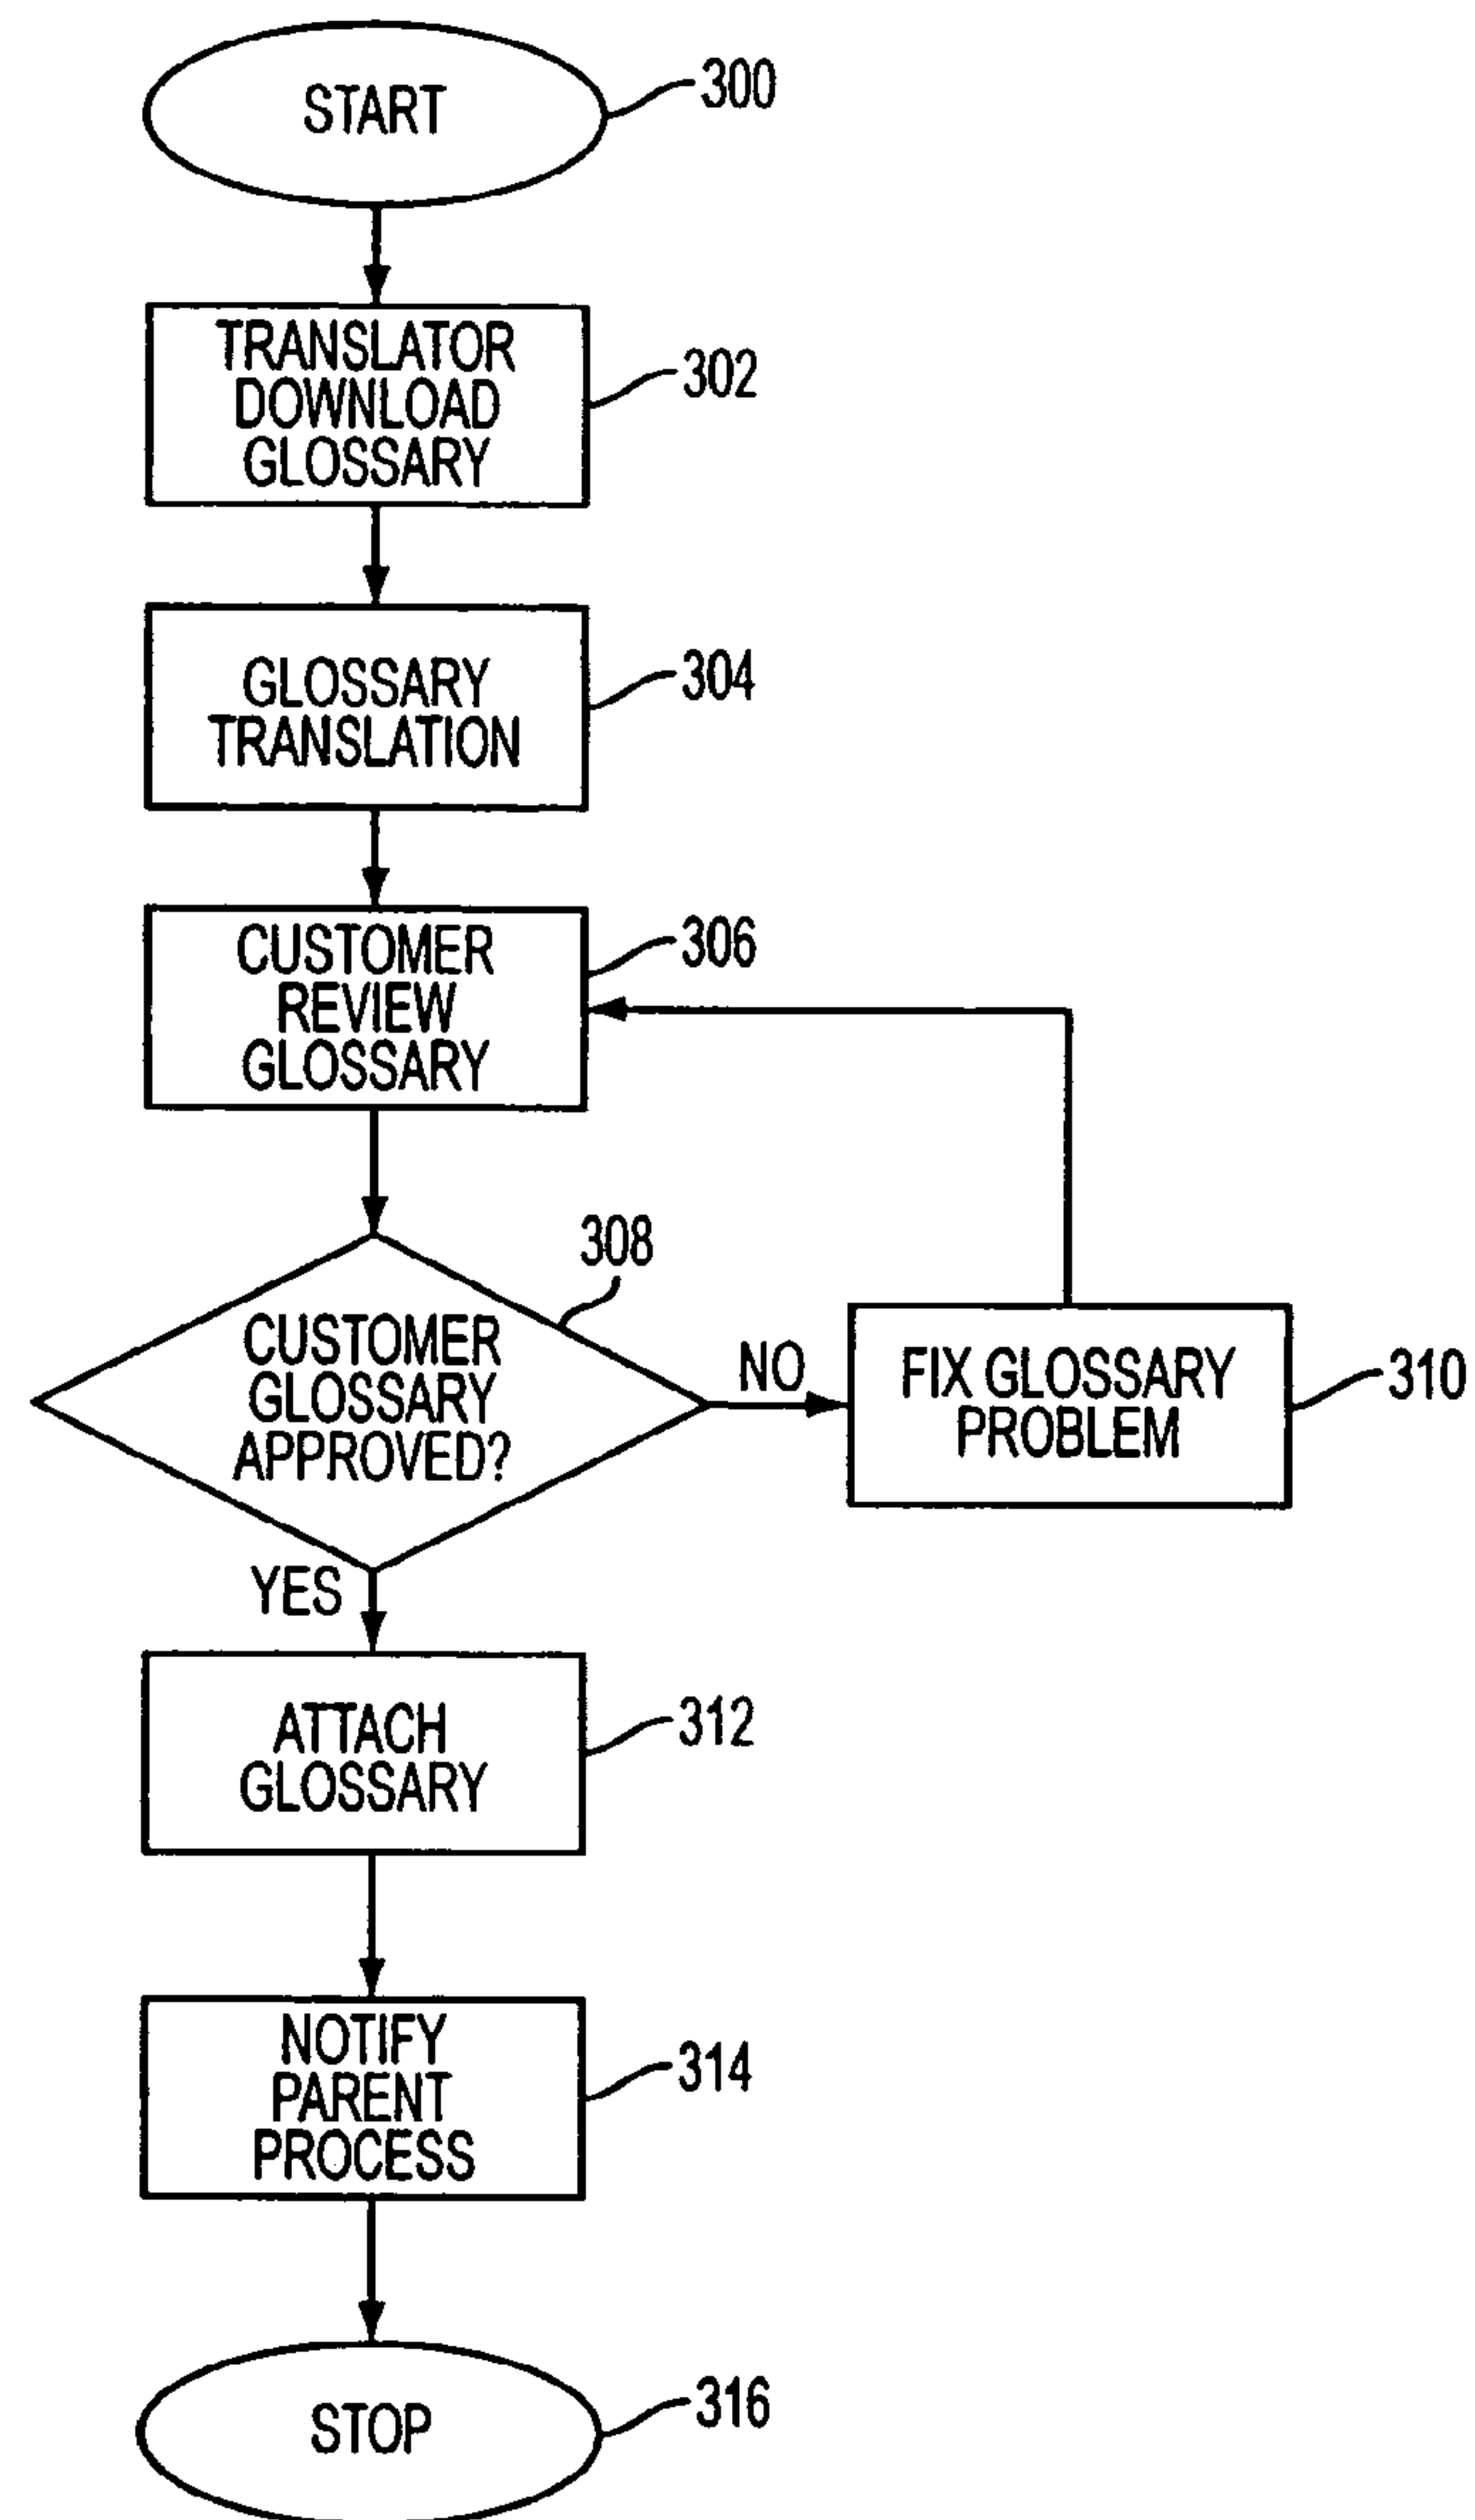 START
300
TRANSLATOR
DOWNLOAD
GLOSSARY
302
GLOSSARY
TRANSLATION
304
CUSTOMER
REVIEW
GLOSSARY
306
308
CUSTOMER
GLOSSARY
APPROVED?
NO
FIX GLOSSARY
PROBLEM
310
YES
ATTACH
GLOSSARY
312
NOTIFY
PARENT
PROCESS
314
STOP
316